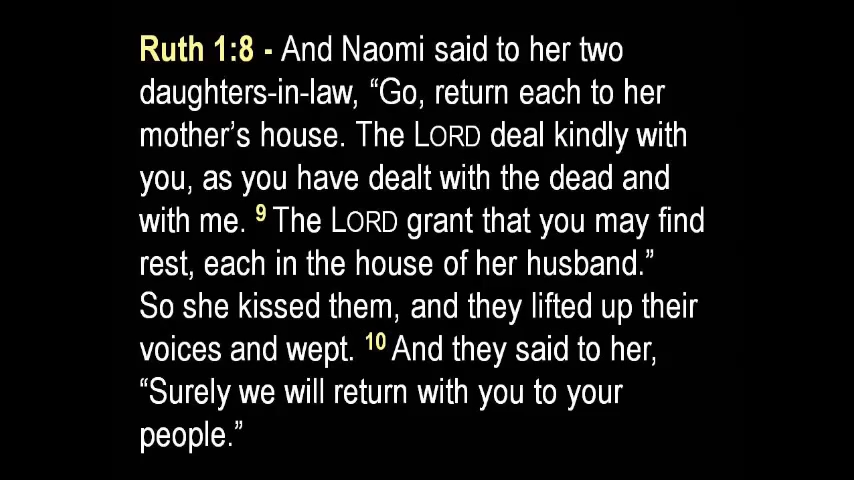 Ruth 1:8 - And Naomi said to her two
daughters-in-law, “Go, return each to her
mother’s house. The LORD deal kindly with
you, as you have dealt with the dead and
with me. 9 The LORD grant that you may find
rest, each in the house of her husband.”
So she kissed them, and they lifted up their
voices and wept. 10 And they said to her,
“Surely we will return with you to your
people.”